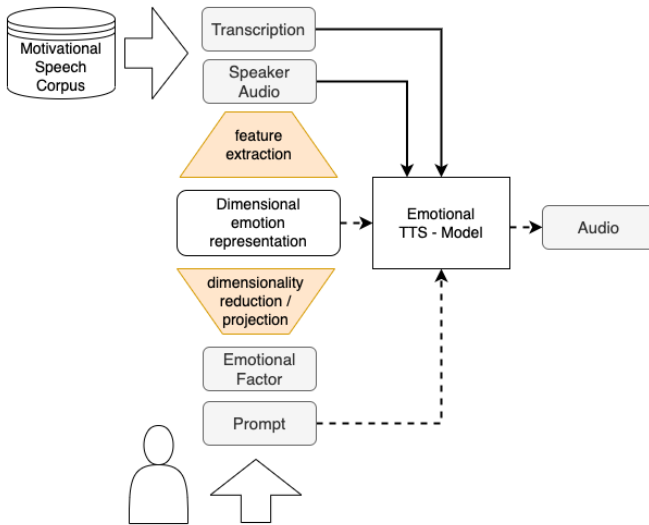 Motivational
Speech
Corpus
Transcription
Speaker
Audio
feature
extraction
Dimensional
emotion
representation
Emotional
TTS - Model
Audio
dimensionality
reduction /
projection
Emotional
Factor
Prompt